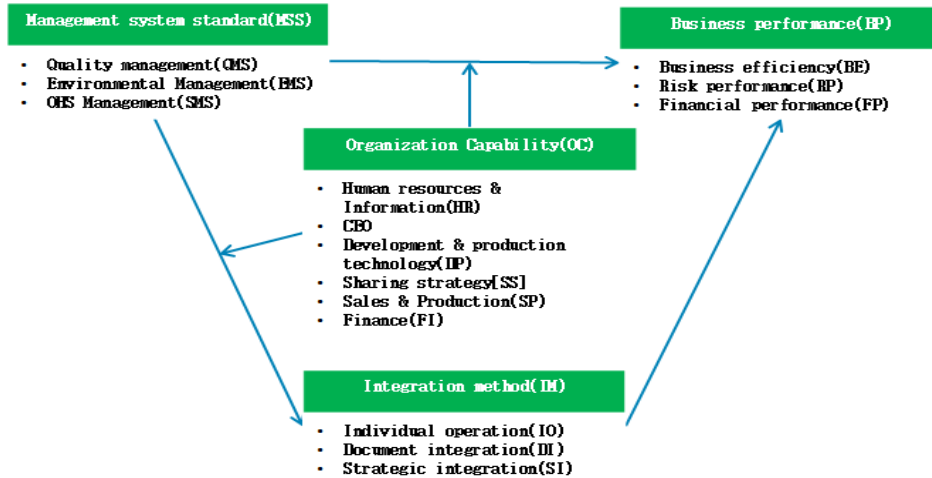 Management system standard(MSS)
• Quality management(QMS)
• Environmental Management(EMS)
• OHS Management(SMS)
Business performance(BP)
• Business efficiency(BE)
• Risk performance(RP)
• Financial performance(FP)
Organization Capability(OC)
• Human resources &
Information(HR)
• CEO
• Development & production
technology(DP)
• Sharing strategy[SS]
• Sales & Production(SP)
• Finance(FI)
Integration method(IM)
• Individual operation(IO)
• Document integration(DI)
• Strategic integration(SI)